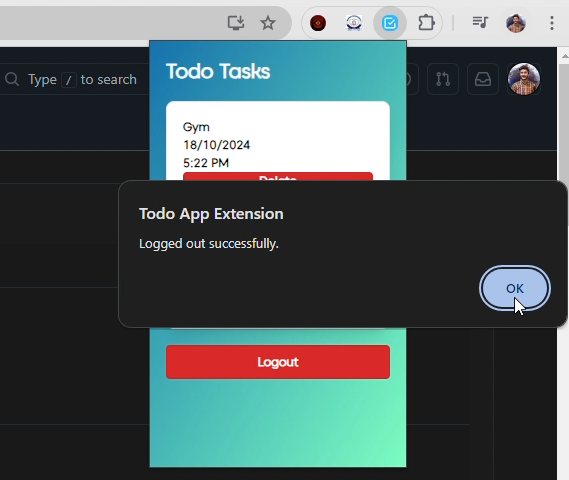 Type / to search
Todo Tasks
Gym
18/10/2024
5:22 PM
Delete
Todo App Extension
Logged out successfully.
OK
Logout